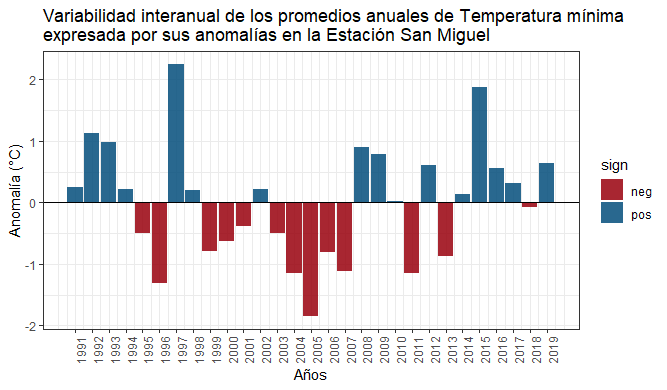 Variabilidad interanual de los promedios anuales de Temperatura mínima
expresada por sus anomalías en la Estación San Miguel
Anomalía (°C)
2
1
0
-1
-2
1991 1992 1993 1994 1995 1996 1997 1998 1999 2000 2001 2002 2003 2004 2005 2006 2007 2008 2009 2010 2011 2012 2013 2014 2015 2016 2017 2018 2019
Años
sign
neg
pos